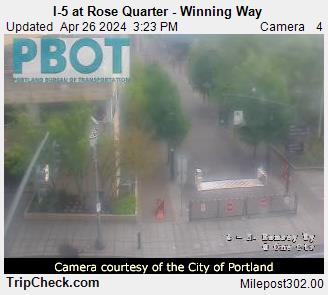 I-5 at Rose Quarter - Winning Way
Updated Apr 26 2024 3:23 PM Camera 4
PBOT
PORTLAND BUREAU OF TRANSPORTATION
Camera courtesy of the City of Portland
TripCheck.com Milepost302.00